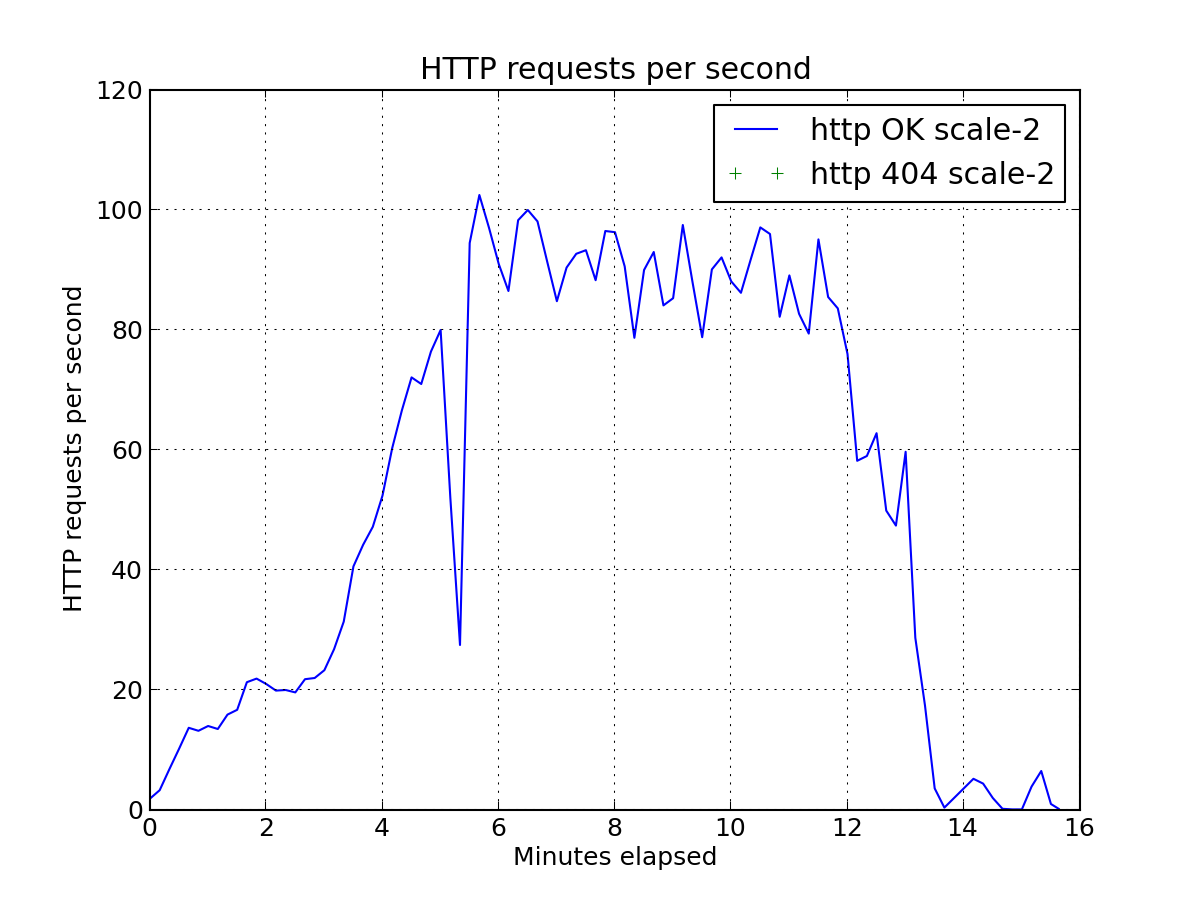 HTTP requests per second
http OK scale-2
http 404 scale-2
HTTP requests per second
120
100
80
60
40
20
0
0 2 4 6 8 10 12 14 16
Minutes elapsed